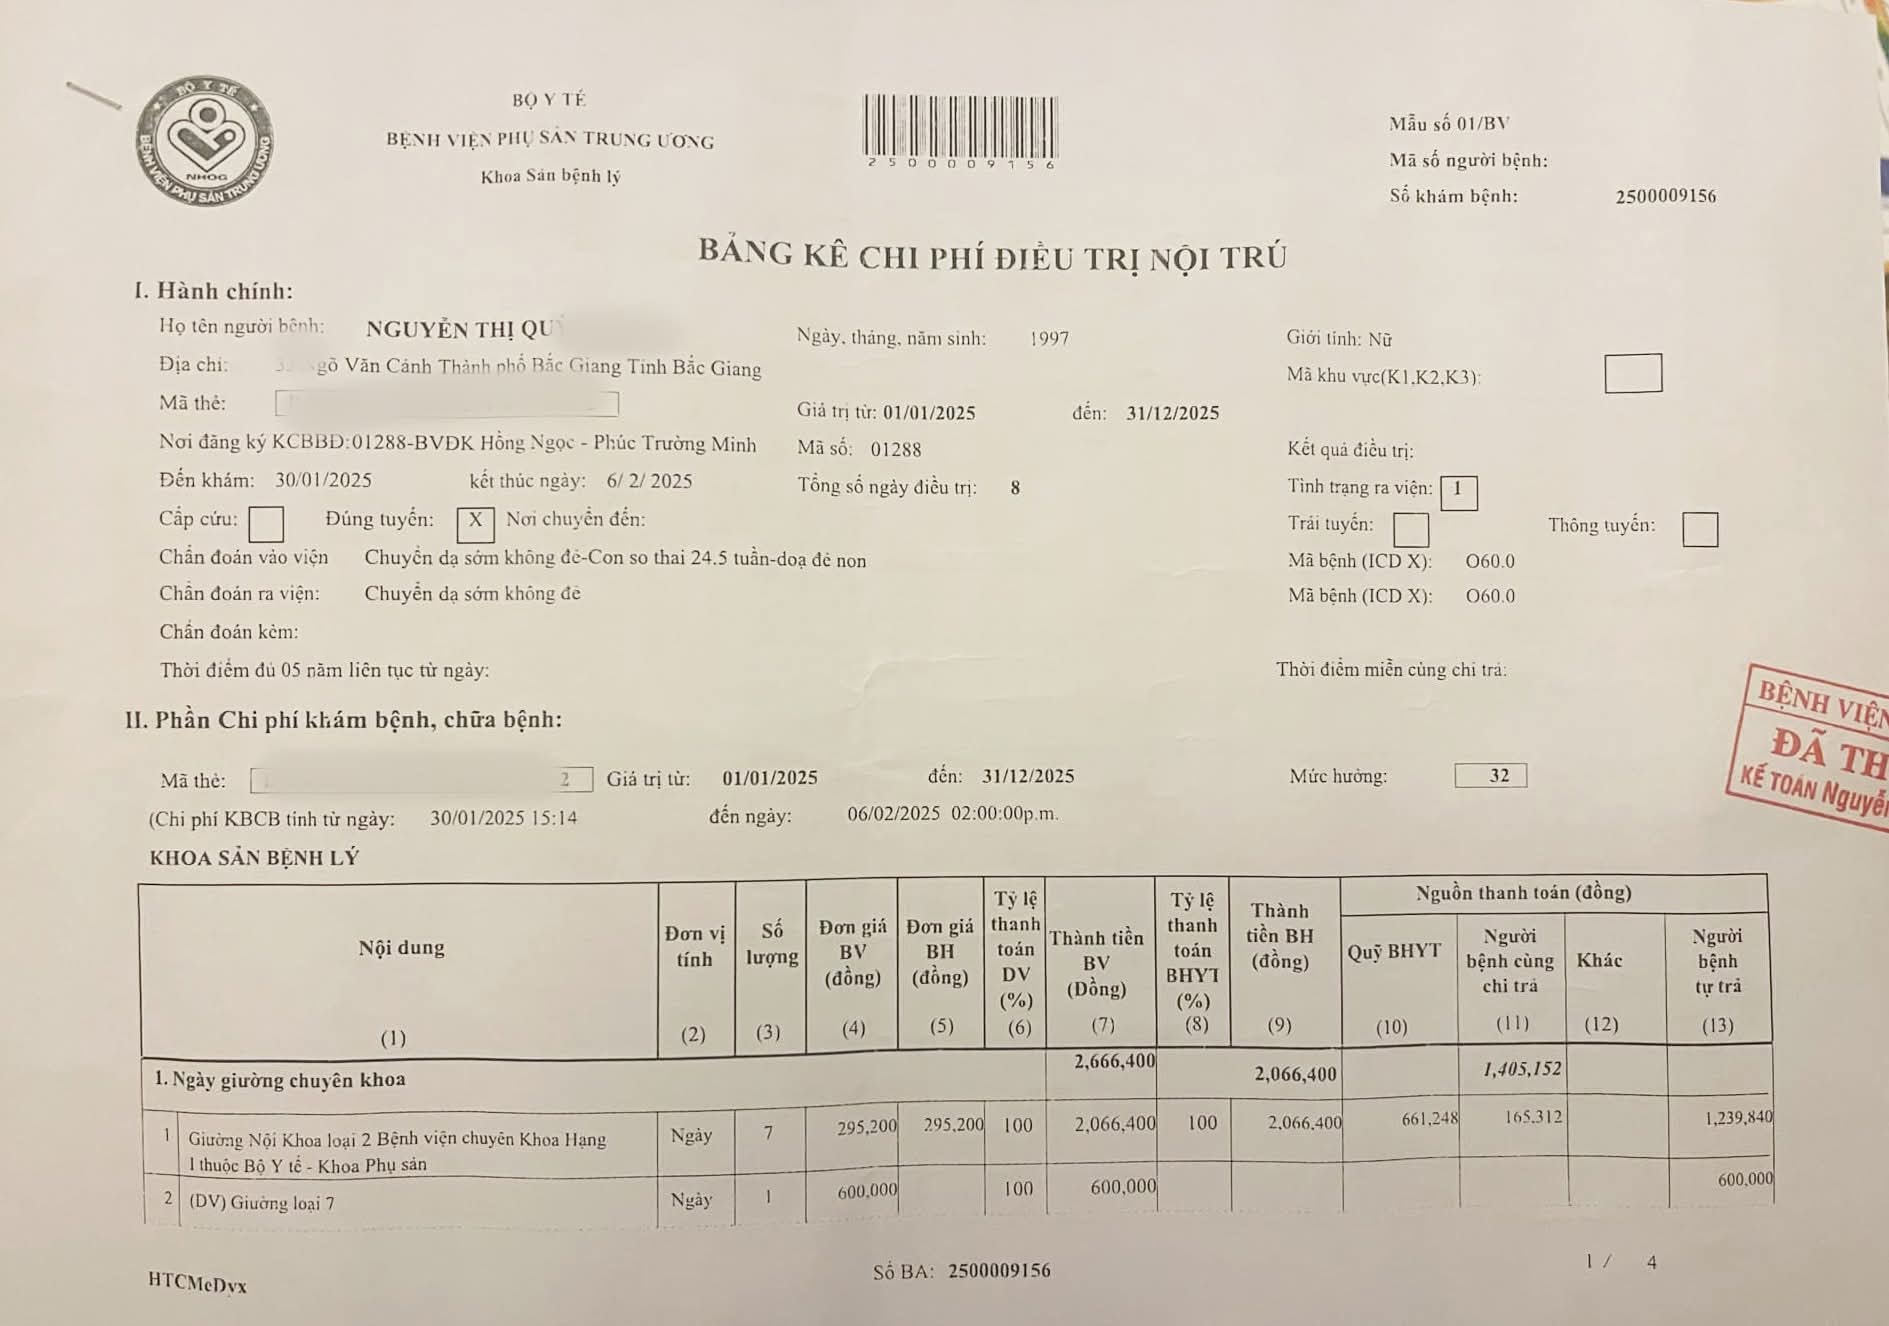 BỘ Y TẾ
BỆNH VIỆN PHỤ SẢN TRUNG ƯƠNG
NHOG
BỘ Y TẾ
BỆNH VIỆN PHỤ SẢN TRUNG ƯƠNG
Khoa Sản bệnh lý
2500009156
Mẫu số 01/BV
Mã số người bệnh:
Số khám bệnh: 2500009156
BẢNG KÊ CHI PHÍ ĐIỀU TRỊ NỘI TRÚ
I. Hành chính:
Họ tên người bệnh: NGUYỄN THỊ QU
Ngày, tháng, năm sinh: 1997
Giới tính: Nữ
Địa chỉ: gõ Văn Cảnh Thành phố Bắc Giang Tỉnh Bắc Giang
Mã khu vực(K1,K2,K3):
Mã thẻ:
Giá trị từ: 01/01/2025 đến: 31/12/2025
Nơi đăng ký KCBBD:01288-BVĐK Hồng Ngọc - Phúc Trường Minh Mã số: 01288
Kết quả điều trị:
Đến khám: 30/01/2025 kết thúc ngày: 6/ 2/ 2025 Tổng số ngày điều trị: 8
Tình trạng ra viện: 1
Cấp cứu: Đúng tuyến: X Nơi chuyển đến:
Trái tuyến: Thông tuyến:
Chẩn đoán vào viện Chuyển dạ sớm không đẻ-Con so thai 24.5 tuần-doạ đẻ non
Mã bệnh (ICD X): O60.0
Chẩn đoán ra viện: Chuyển dạ sớm không đẻ
Mã bệnh (ICD X): O60.0
Chẩn đoán kèm:
Thời điểm đủ 05 năm liên tục từ ngày:
Thời điểm miễn cùng chi trả:
BỆNH VIỆN
ĐÃ TH
KẾ TOÁN Nguyễ
II. Phần Chi phí khám bệnh, chữa bệnh:
Mã thẻ: 2 Giá trị từ: 01/01/2025 đến: 31/12/2025 Mức hưởng: 32
(Chi phí KBCB tính từ ngày: 30/01/2025 15:14 đến ngày: 06/02/2025 02:00:00p.m.
KHOA SẢN BỆNH LÝ
Nội dung (1)
Đơn vị tính (2)
Số lượng (3)
Đơn giá BV (đồng) (4)
Đơn giá BH (đồng) (5)
Tỷ lệ thanh toán DV (%) (6)
Thành tiền BV (Đồng) (7)
Tỷ lệ thanh toán BHYT (%) (8)
Thành tiền BH (đồng) (9)
Nguồn thanh toán (đồng)
Quỹ BHYT (10)
Người bệnh cùng chi trả (11)
Khác (12)
Người bệnh tự trả (13)
1. Ngày giường chuyên khoa 2,666,400 2,066,400 1,405,152
1 Giường Nội Khoa loại 2 Bệnh viện chuyên Khoa Hạng
I thuộc Bộ Y tế - Khoa Phụ sản
Ngày 7 295,200 295,200 100 2,066,400 100 2,066,400 661,248 165,312 1,239,840
2 (DV) Giường loại 7 Ngày 1 600,000 100 600,000 600,000
HTCMeDyx
Số BA: 2500009156
1 / 4